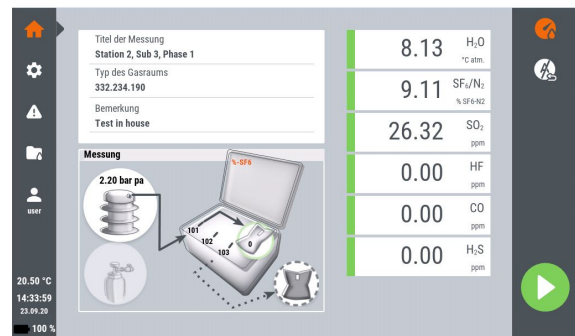 Titel der Messung
Station 2, Sub 3, Phase 1
Typ des Gasraums
332.234.190
Bemerkung
Test in house
Messung
%-SF6
2.20 bar pa
101
102
103
0
8.13 H₂O
°C atm.
9.11 SF₆/N₂
% SF6-N2
26.32 SO₂
ppm
0.00 HF
ppm
0.00 CO
ppm
0.00 H₂S
ppm
user
20.50 °C
14:33:59
23.09.20
100 %